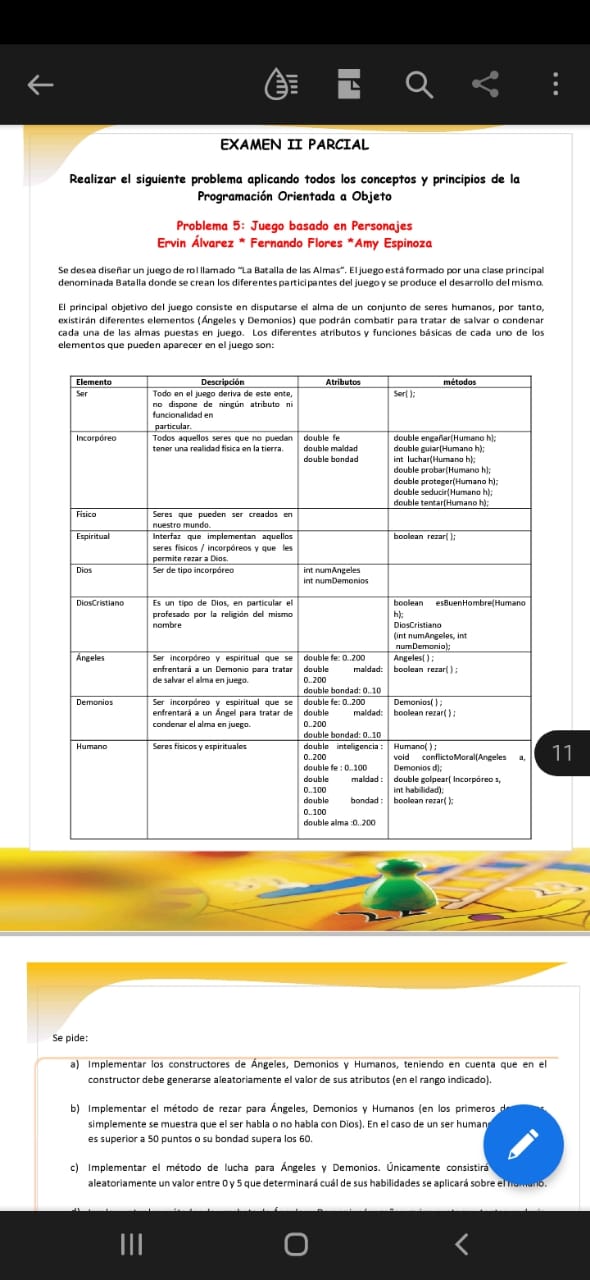 EXAMEN II PARCIAL
Realizar el siguiente problema aplicando todos los conceptos y principios de la
Programación Orientada a Objeto
Problema 5: Juego basado en Personajes
Ervin Álvarez * Fernando Flores *Amy Espinoza
Se desea diseñar un juego de rol llamado "La Batalla de las Almas". El juego está formado por una clase principal
denominada Batalla donde se crean los diferentes participantes del juego y se produce el desarrollo del mismo.
El principal objetivo del juego consiste en disputarse el alma de un conjunto de seres humanos, por tanto,
existirán diferentes elementos (Ángeles y Demonios) que podrán combatir para tratar de salvar o condenar
cada una de las almas puestas en juego. Los diferentes atributos y funciones básicas de cada uno de los
elementos que pueden aparecer en el juego son:
Elemento Descripción Atributos métodos
Ser Todo en el juego deriva de este ente, Ser( );
no dispone de ningún atributo ni
funcionalidad en
particular.
Incorpóreo Todos aquellos seres que no puedan double fe double engañar(Humano h);
tener una realidad física en la tierra. double maldad double guiar(Humano h);
double bondad int luchar(Humano h);
double probar(Humano h);
double proteger(Humano h);
double seducir(Humano h);
double tentar(Humano h);
Físico Seres que pueden ser creados en
nuestro mundo.
Espiritual Interfaz que implementan aquellos boolean rezar( );
seres físicos / incorpóreos y que les
permite rezar a Dios.
Dios Ser de tipo incorpóreo int numAngeles
int numDemonios
DiosCristiano Es un tipo de Dios, en particular el boolean esBuenHombre(Humano
profesado por la religión del mismo h);
nombre DiosCristiano
(int numAngeles, int
numDemonio);
Ángeles Ser incorpóreo y espiritual que se double fe: 0..200 Angeles( ) ;
enfrentará a un Demonio para tratar double maldad: boolean rezar( ) ;
de salvar el alma en juego. 0..200
double bondad: 0..10
Demonios Ser incorpóreo y espiritual que se double fe: 0..200 Demonios( ) ;
enfrentará a un Ángel para tratar de double maldad: boolean rezar( ) ;
condenar el alma en juego. 0..200
double bondad: 0..10
Humano Seres físicos y espirituales double inteligencia : Humano( ) ;
0..200 void conflictoMoral(Angeles a,
double fe : 0..100 Demonios d);
double maldad : double golpear( Incorpóreo s,
0..100 int habilidad);
double bondad : boolean rezar( );
0..100
double alma :0..200
11
Se pide:
a) Implementar los constructores de Ángeles, Demonios y Humanos, teniendo en cuenta que en el
constructor debe generarse aleatoriamente el valor de sus atributos (en el rango indicado).
b) Implementar el método de rezar para Ángeles, Demonios y Humanos (en los primeros
simplemente se muestra que el ser habla o no habla con Dios). En el caso de un ser
es superior a 50 puntos o su bondad supera los 60.
c) Implementar el método de lucha para Ángeles y Demonios. Únicamente consistirá
aleatoriamente un valor entre 0 y 5 que determinará cuál de sus habilidades se aplicará sobre el